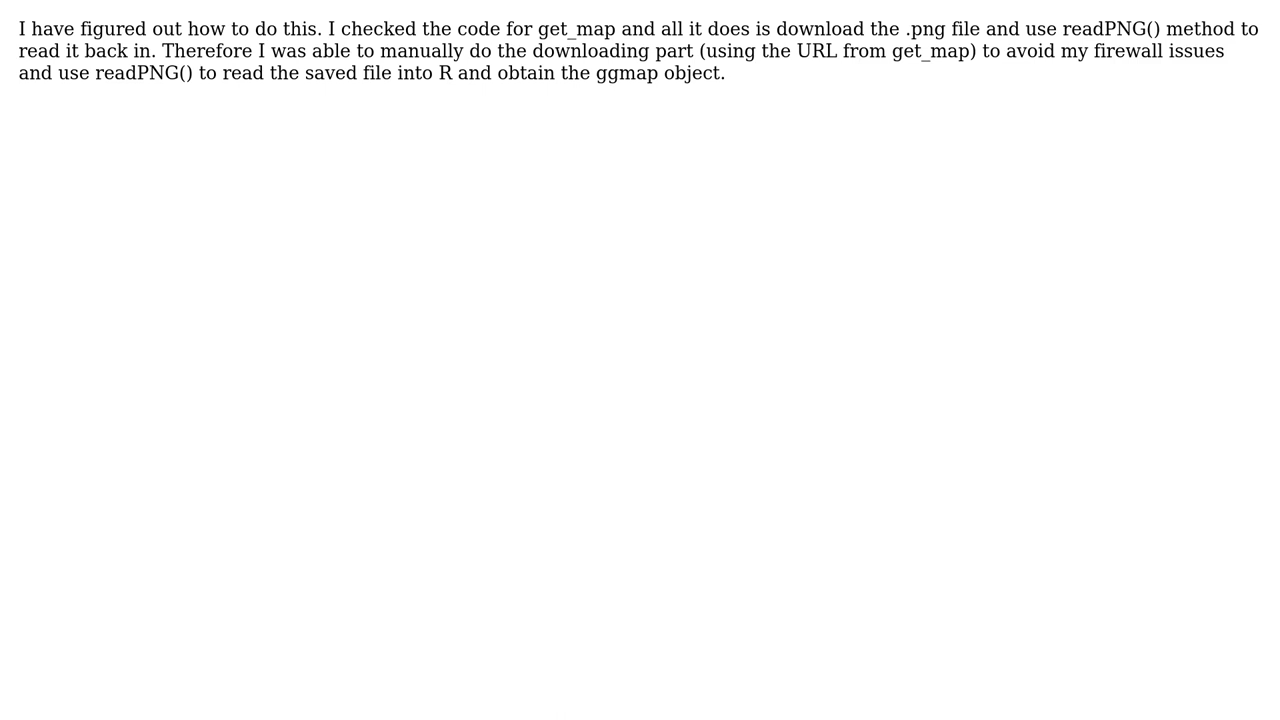 I have figured out how to do this. I checked the code for get_map and all it does is download the .png file and use readPNG() method to
read it back in. Therefore I was able to manually do the downloading part (using the URL from get_map) to avoid my firewall issues
and use readPNG() to read the saved file into R and obtain the ggmap object.